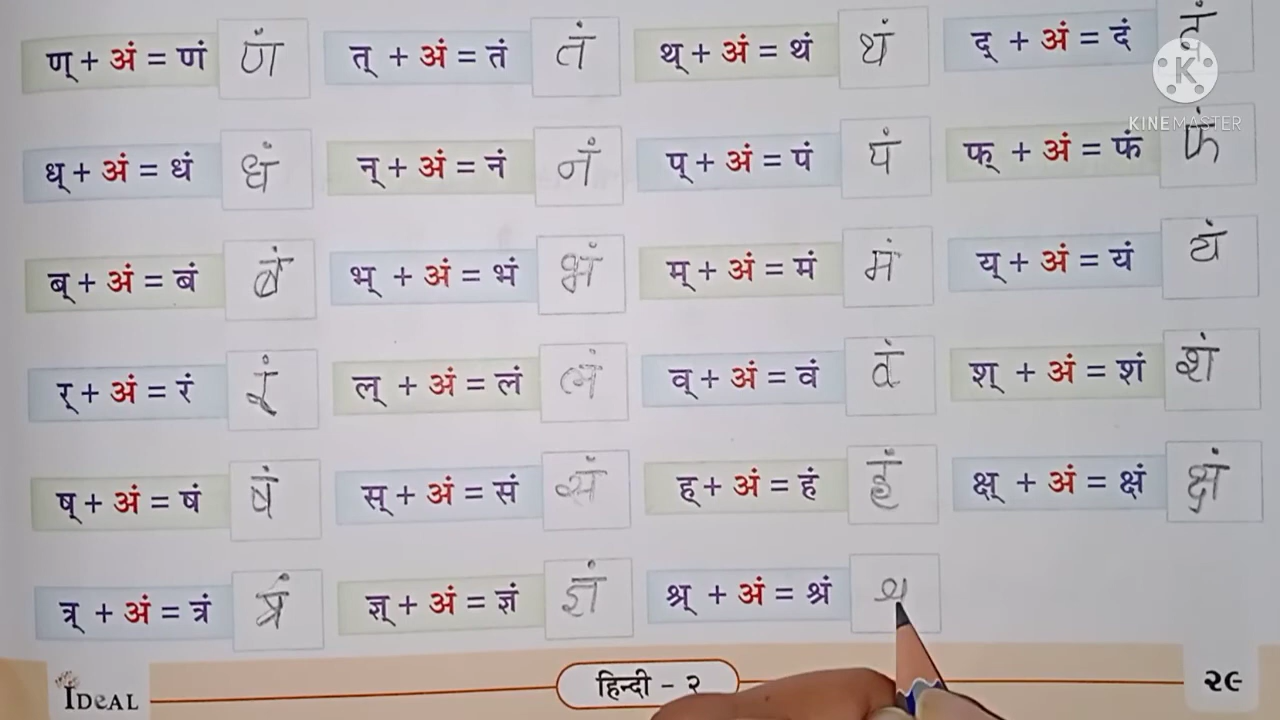 ण् + अं = णं णं त् + अं = तं तं थ् + अं = थं थं द् + अं = दं दं
KINEMASTER
ध् + अं = धं धं न् + अं = नं नं प् + अं = पं पं फ् + अं = फं फं
ब् + अं = बं बं भ् + अं = भं भं म् + अं = मं मं य् + अं = यं यं
र् + अं = रं रं ल् + अं = लं लं व् + अं = वं वं श् + अं = शं शं
ष् + अं = षं षं स् + अं = सं सं ह + अं = हं हं क्ष् + अं = क्षं क्षं
त्र् + अं = त्रं त्रं ज्ञ् + अं = ज्ञं ज्ञं श्र् + अं = श्रं
IDEAL हिन्दी - २ २९